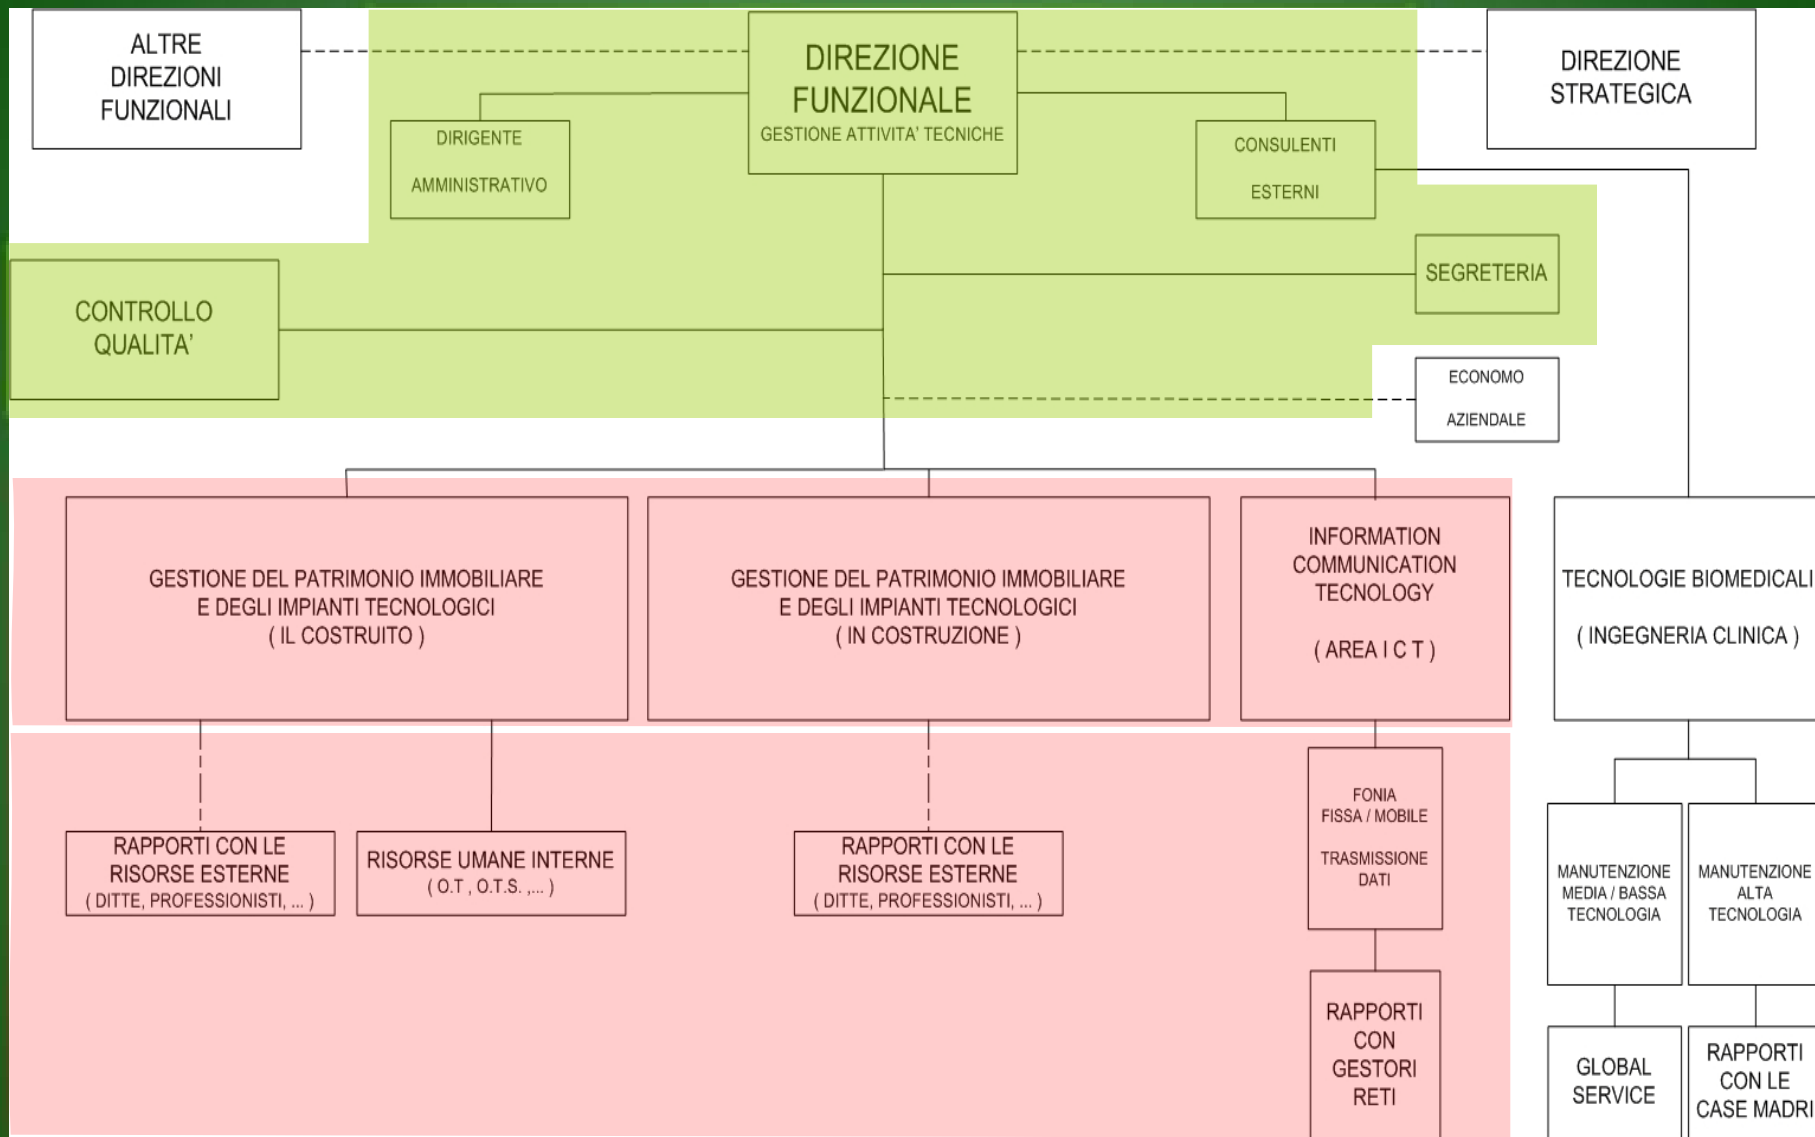 ALTRE
DIREZIONI
FUNZIONALI
DIREZIONE
FUNZIONALE
GESTIONE ATTIVITA' TECNICHE
DIREZIONE
STRATEGICA
DIRIGENTE
AMMINISTRATIVO
CONSULENTI
ESTERNI
SEGRETERIA
CONTROLLO
QUALITA'
ECONOMO
AZIENDALE
GESTIONE DEL PATRIMONIO IMMOBILIARE
E DEGLI IMPIANTI TECNOLOGICI
( IL COSTRUITO )
GESTIONE DEL PATRIMONIO IMMOBILIARE
E DEGLI IMPIANTI TECNOLOGICI
( IN COSTRUZIONE )
INFORMATION
COMMUNICATION
TECNOLOGY
( AREA I C T )
TECNOLOGIE BIOMEDICALI
( INGEGNERIA CLINICA )
RAPPORTI CON LE
RISORSE ESTERNE
( DITTE, PROFESSIONISTI, ... )
RISORSE UMANE INTERNE
( O.T , O.T.S. ,... )
RAPPORTI CON LE
RISORSE ESTERNE
( DITTE, PROFESSIONISTI, ... )
FONIA
FISSA / MOBILE
TRASMISSIONE
DATI
MANUTENZIONE
MEDIA / BASSA
TECNOLOGIA
MANUTENZIONE
ALTA
TECNOLOGIA
RAPPORTI
CON
GESTORI
RETI
GLOBAL
SERVICE
RAPPORTI
CON LE
CASE MADRI